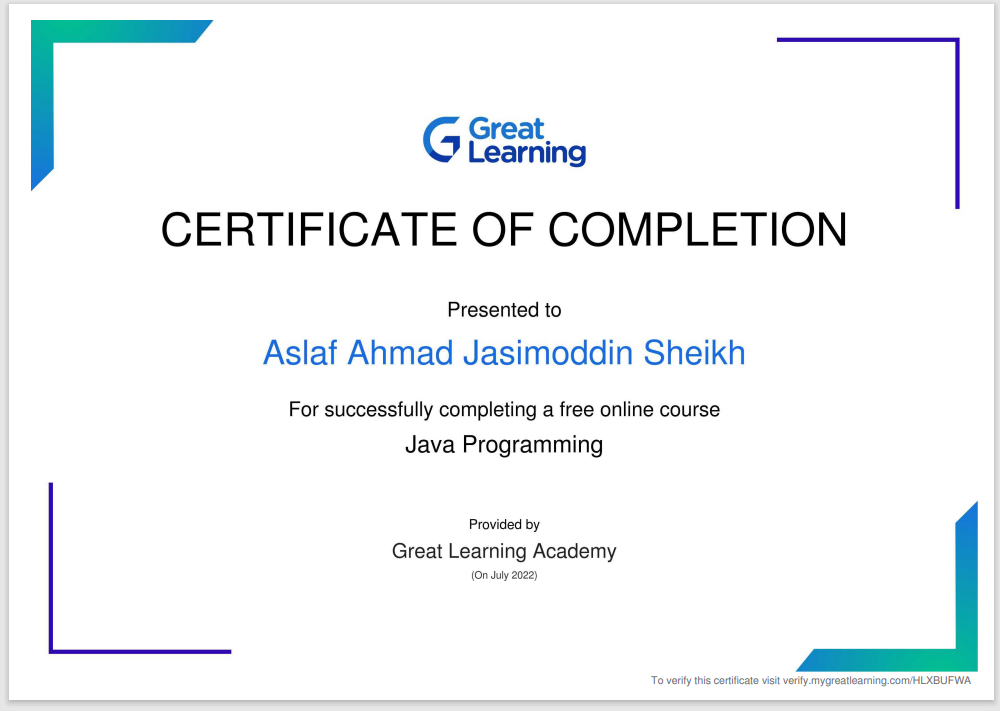 Great
Learning
CERTIFICATE OF COMPLETION
Presented to
Aslaf Ahmad Jasimoddin Sheikh
For successfully completing a free online course
Java Programming
Provided by
Great Learning Academy
(On July 2022)
To verify this certificate visit verify.mygreatlearning.com/HLXBUFWA